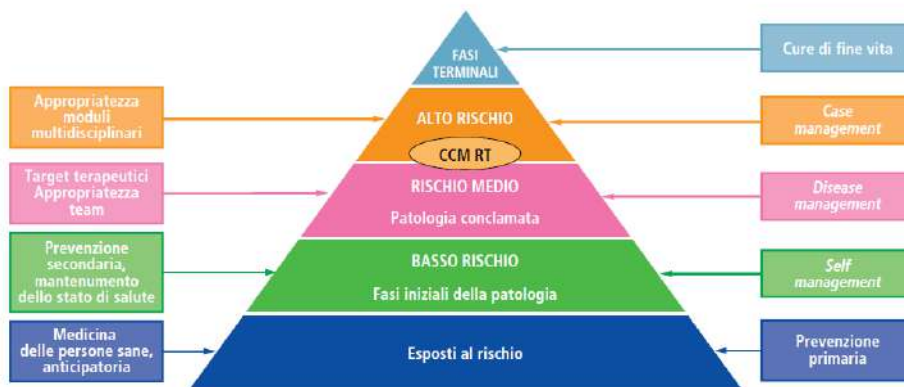 FASI
TERMINALI
Cure di fine vita
Appropriatezza
moduli
multidisciplinari
ALTO RISCHIO
Case
management
CCM RT
Target terapeutici
Appropriatezza
team
RISCHIO MEDIO
Patologia conclamata
Disease
management
Prevenzione
secondaria,
mantenumento
dello stato di salute
BASSO RISCHIO
Fasi iniziali della patologia
Self
management
Medicina
delle persone sane,
anticipatoria
Esposti al rischio
Prevenzione
primaria